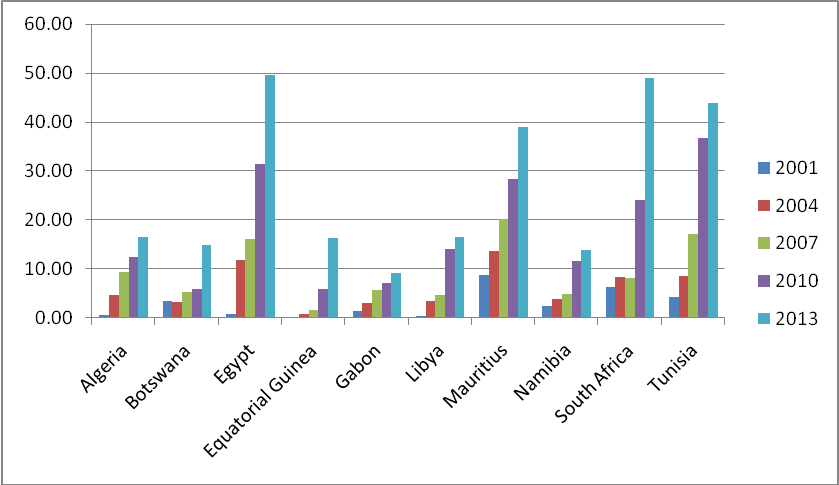 60.00
50.00
40.00
30.00
20.00
10.00
0.00
Algeria
Botswana
Egypt
Equatorial Guinea
Gabon
Libya
Mauritius
Namibia
South Africa
Tunisia
2001
2004
2007
2010
2013